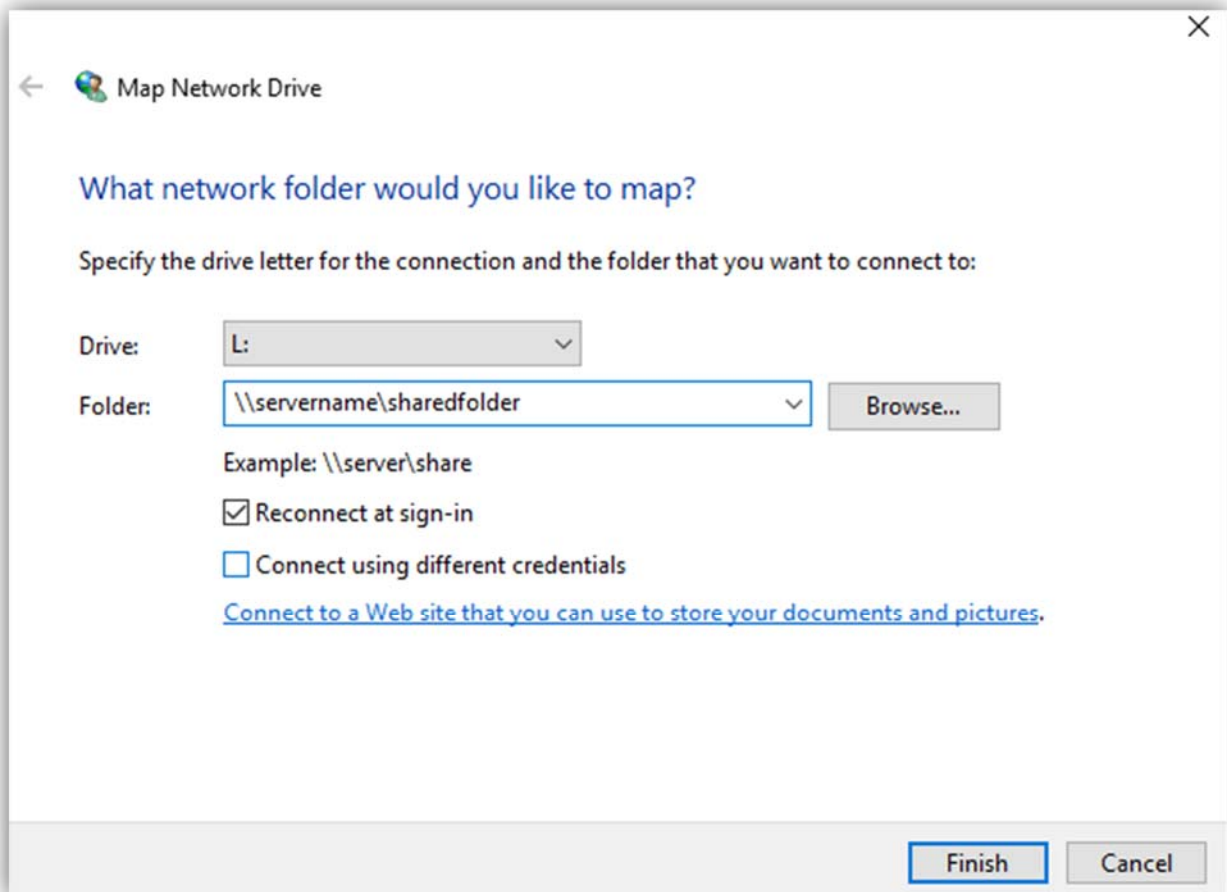 Map Network Drive
What network folder would you like to map?
Specify the drive letter for the connection and the folder that you want to connect to:
Drive: L:
Folder: \\servername\sharedfolder Browse...
Example: \\server\share
Reconnect at sign-in
Connect using different credentials
Connect to a Web site that you can use to store your documents and pictures.
Finish Cancel